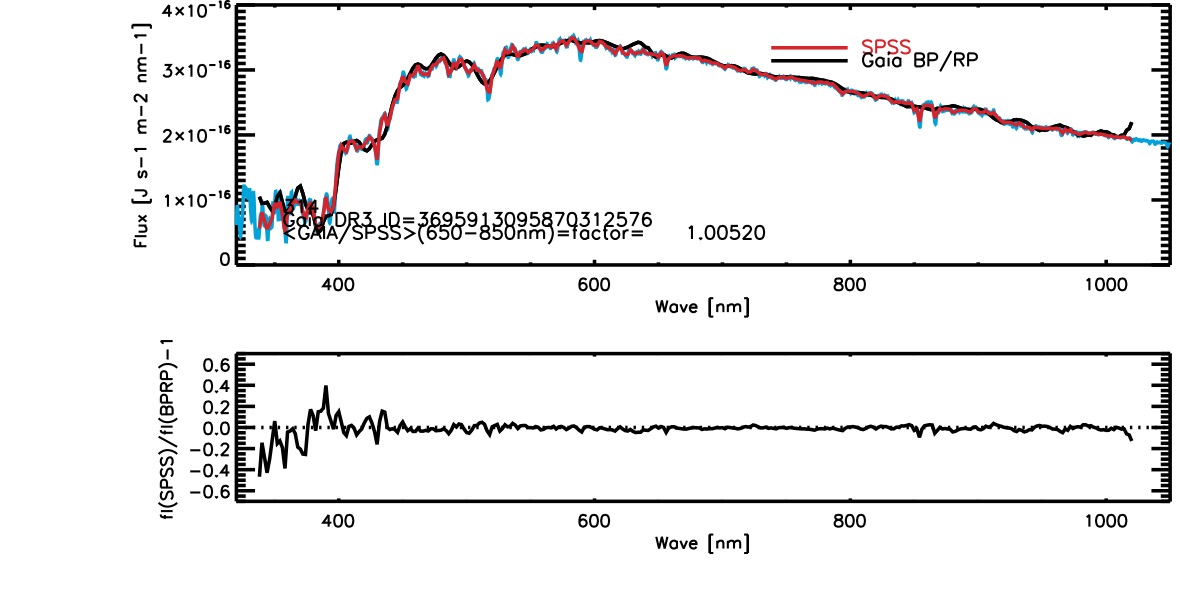 4×10⁻¹⁶
3×10⁻¹⁶
2×10⁻¹⁶
1×10⁻¹⁶
0
Flux [J s−1 m−2 nm−1]
SPSS
Gaia BP/RP
314
Gaia DR3 ID=3695913095870312576
<GAIA/SPSS>(650−850nm)=factor= 1.00520
400 600 800 1000
Wave [nm]
fl(SPSS)/fl(BPRP)−1
0.6
0.4
0.2
0.0
−0.2
−0.4
−0.6
400 600 800 1000
Wave [nm]